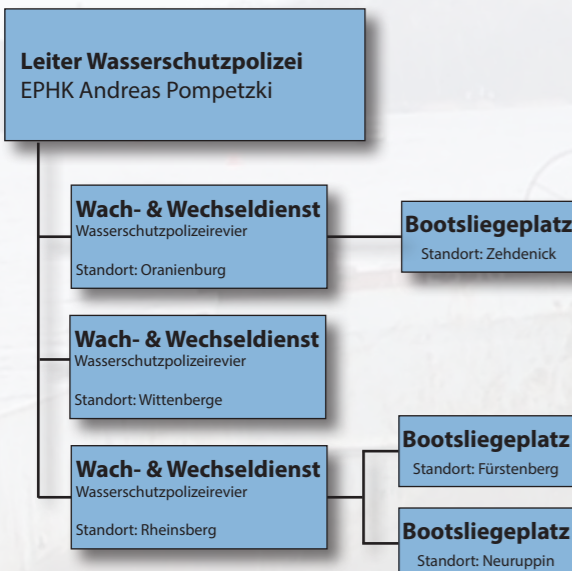 Leiter Wasserschutzpolizei
EPHK Andreas Pompetzki
Wach- & Wechseldienst
Wasserschutzpolizeirevier
Standort: Oranienburg
Bootsliegeplatz
Standort: Zehdenick
Wach- & Wechseldienst
Wasserschutzpolizeirevier
Standort: Wittenberge
Wach- & Wechseldienst
Wasserschutzpolizeirevier
Standort: Rheinsberg
Bootsliegeplatz
Standort: Fürstenberg
Bootsliegeplatz
Standort: Neuruppin